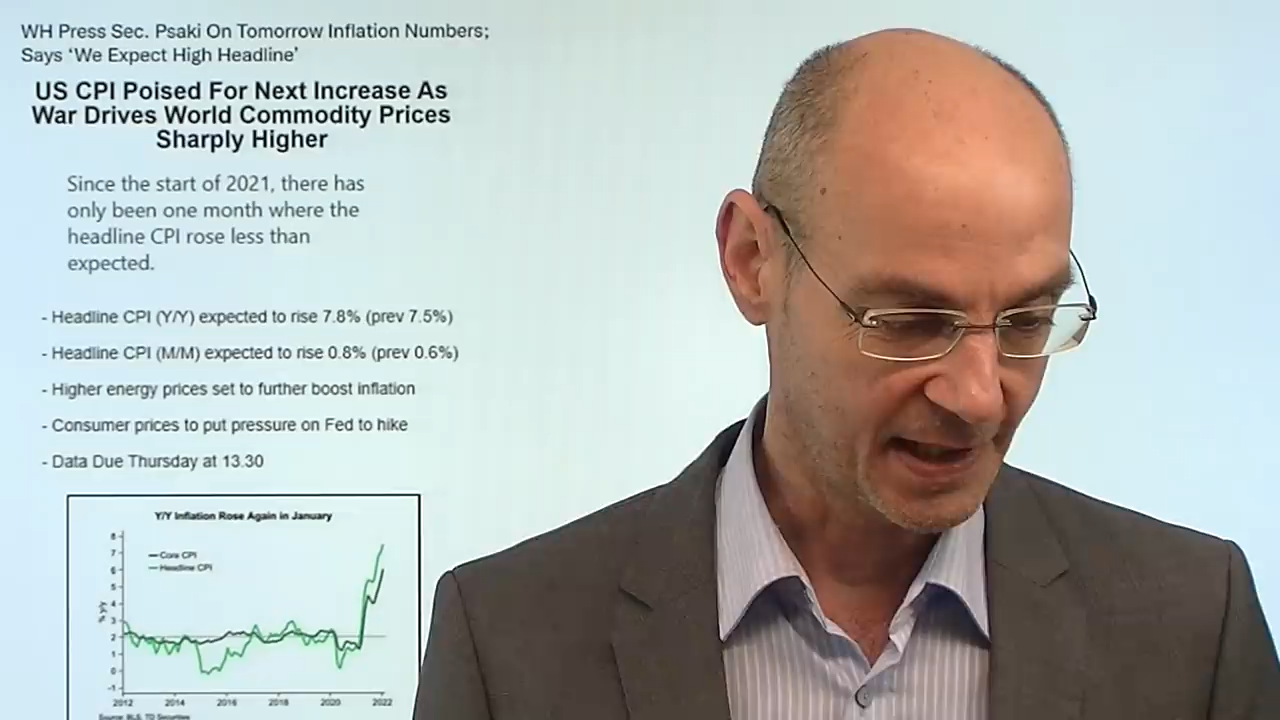 WH Press Sec. Psaki On Tomorrow Inflation Numbers;
Says ‘We Expect High Headline’
US CPI Poised For Next Increase As
War Drives World Commodity Prices
Sharply Higher
Since the start of 2021, there has
only been one month where the
headline CPI rose less than
expected.
- Headline CPI (Y/Y) expected to rise 7.8% (prev 7.5%)
- Headline CPI (M/M) expected to rise 0.8% (prev 0.6%)
- Higher energy prices set to further boost inflation
- Consumer prices to put pressure on Fed to hike
- Data Due Thursday at 13.30
Y/Y Inflation Rose Again in January
Core CPI
Headline CPI
% y/y
8
7
6
5
4
3
2
1
0
-1
2012 2014 2016 2018 2020 2022
Source: BLS, TD Securities